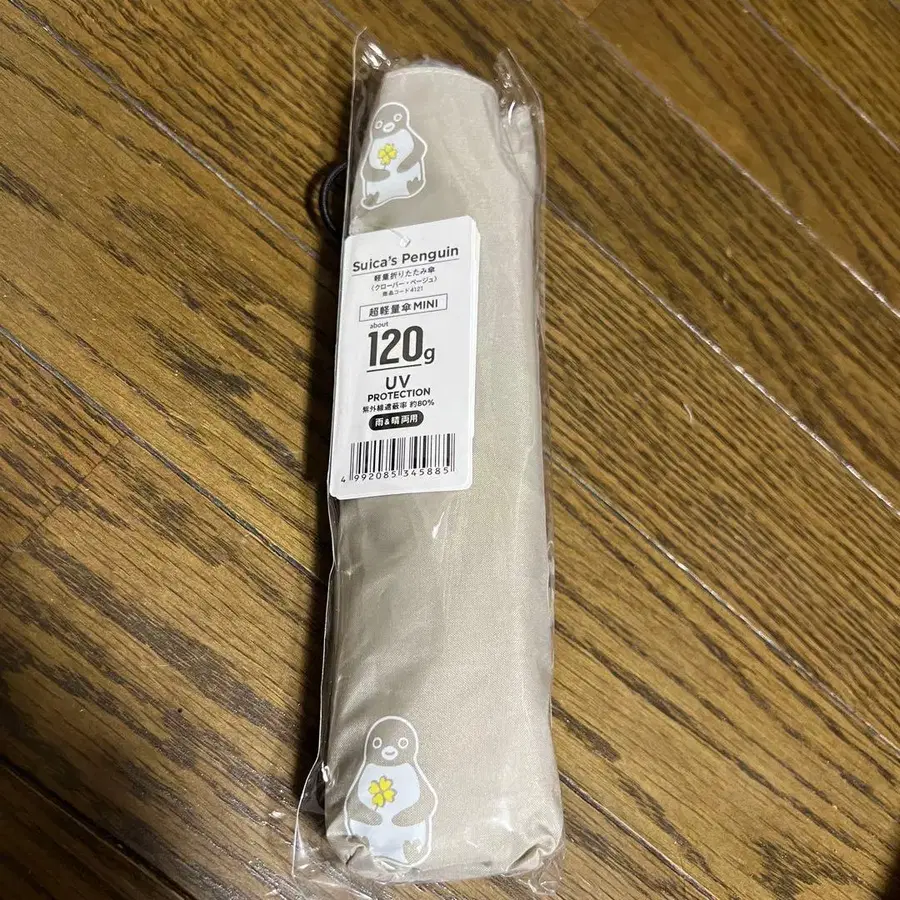 Suica's Penguin
軽量折りたたみ傘
（クローバー・ベージュ）
商品コード4121
超軽量傘MINI
about
120g
UV
PROTECTION
紫外線遮蔽率 約80%
雨&晴 両用
4 992085 345885